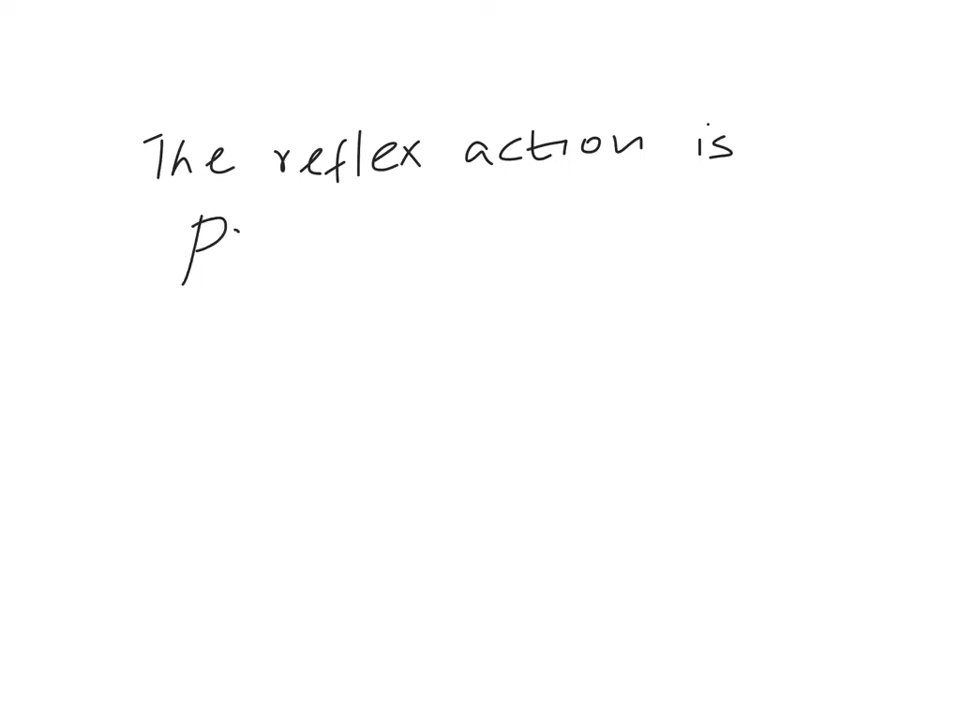 The reflex action is
p